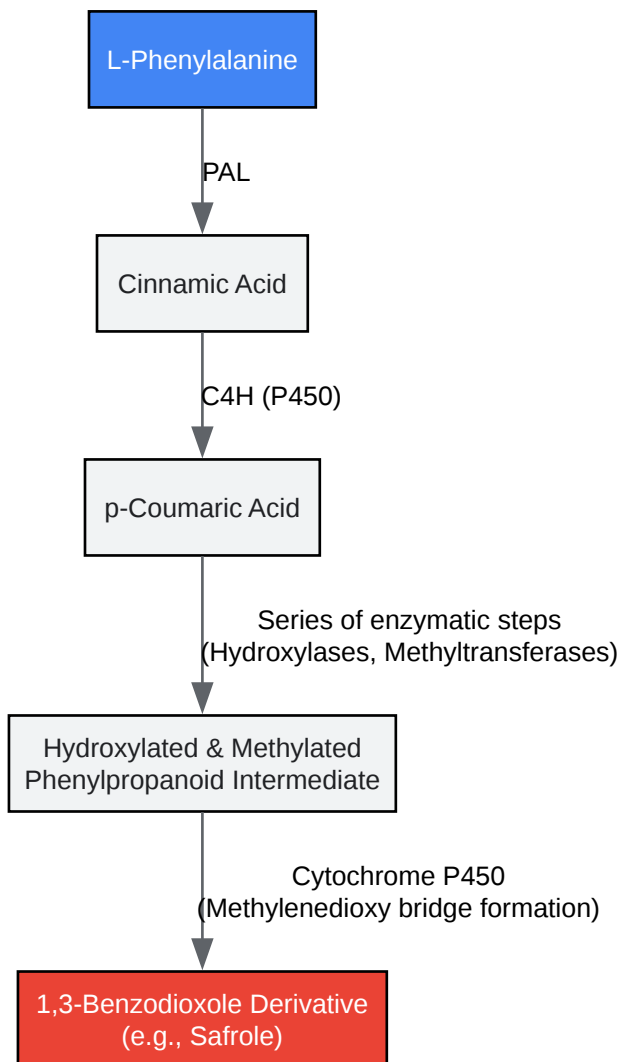 L-Phenylalanine
PAL
Cinnamic Acid
C4H (P450)
p-Coumaric Acid
Series of enzymatic steps
(Hydroxylases, Methyltransferases)
Hydroxylated & Methylated
Phenylpropanoid Intermediate
Cytochrome P450
(Methylenedioxy bridge formation)
1,3-Benzodioxole Derivative
(e.g., Safrole)